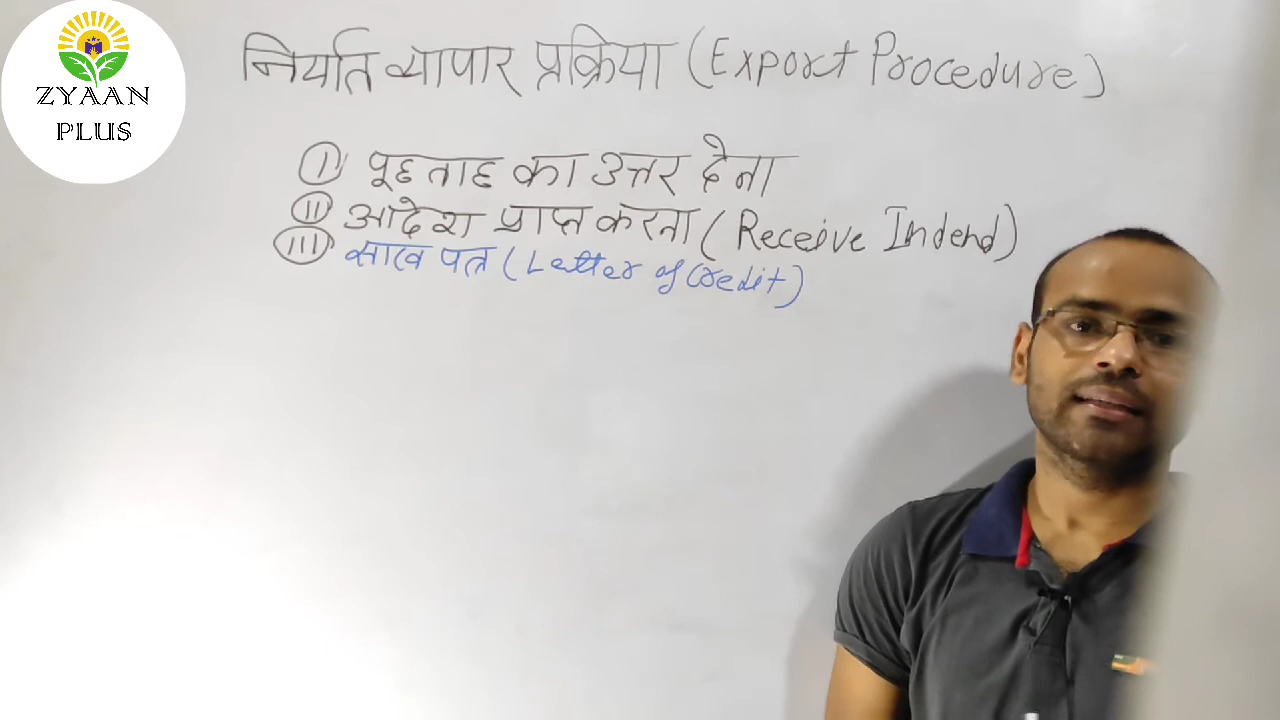 ZYAAN
PLUS
निर्यात व्यापार प्रक्रिया (Export Procedure)
(I) पूछताछ का उत्तर देना
(II) आदेश प्राप्त करना (Receive Indend)
(III) साख पत्र (Letter of Credit)